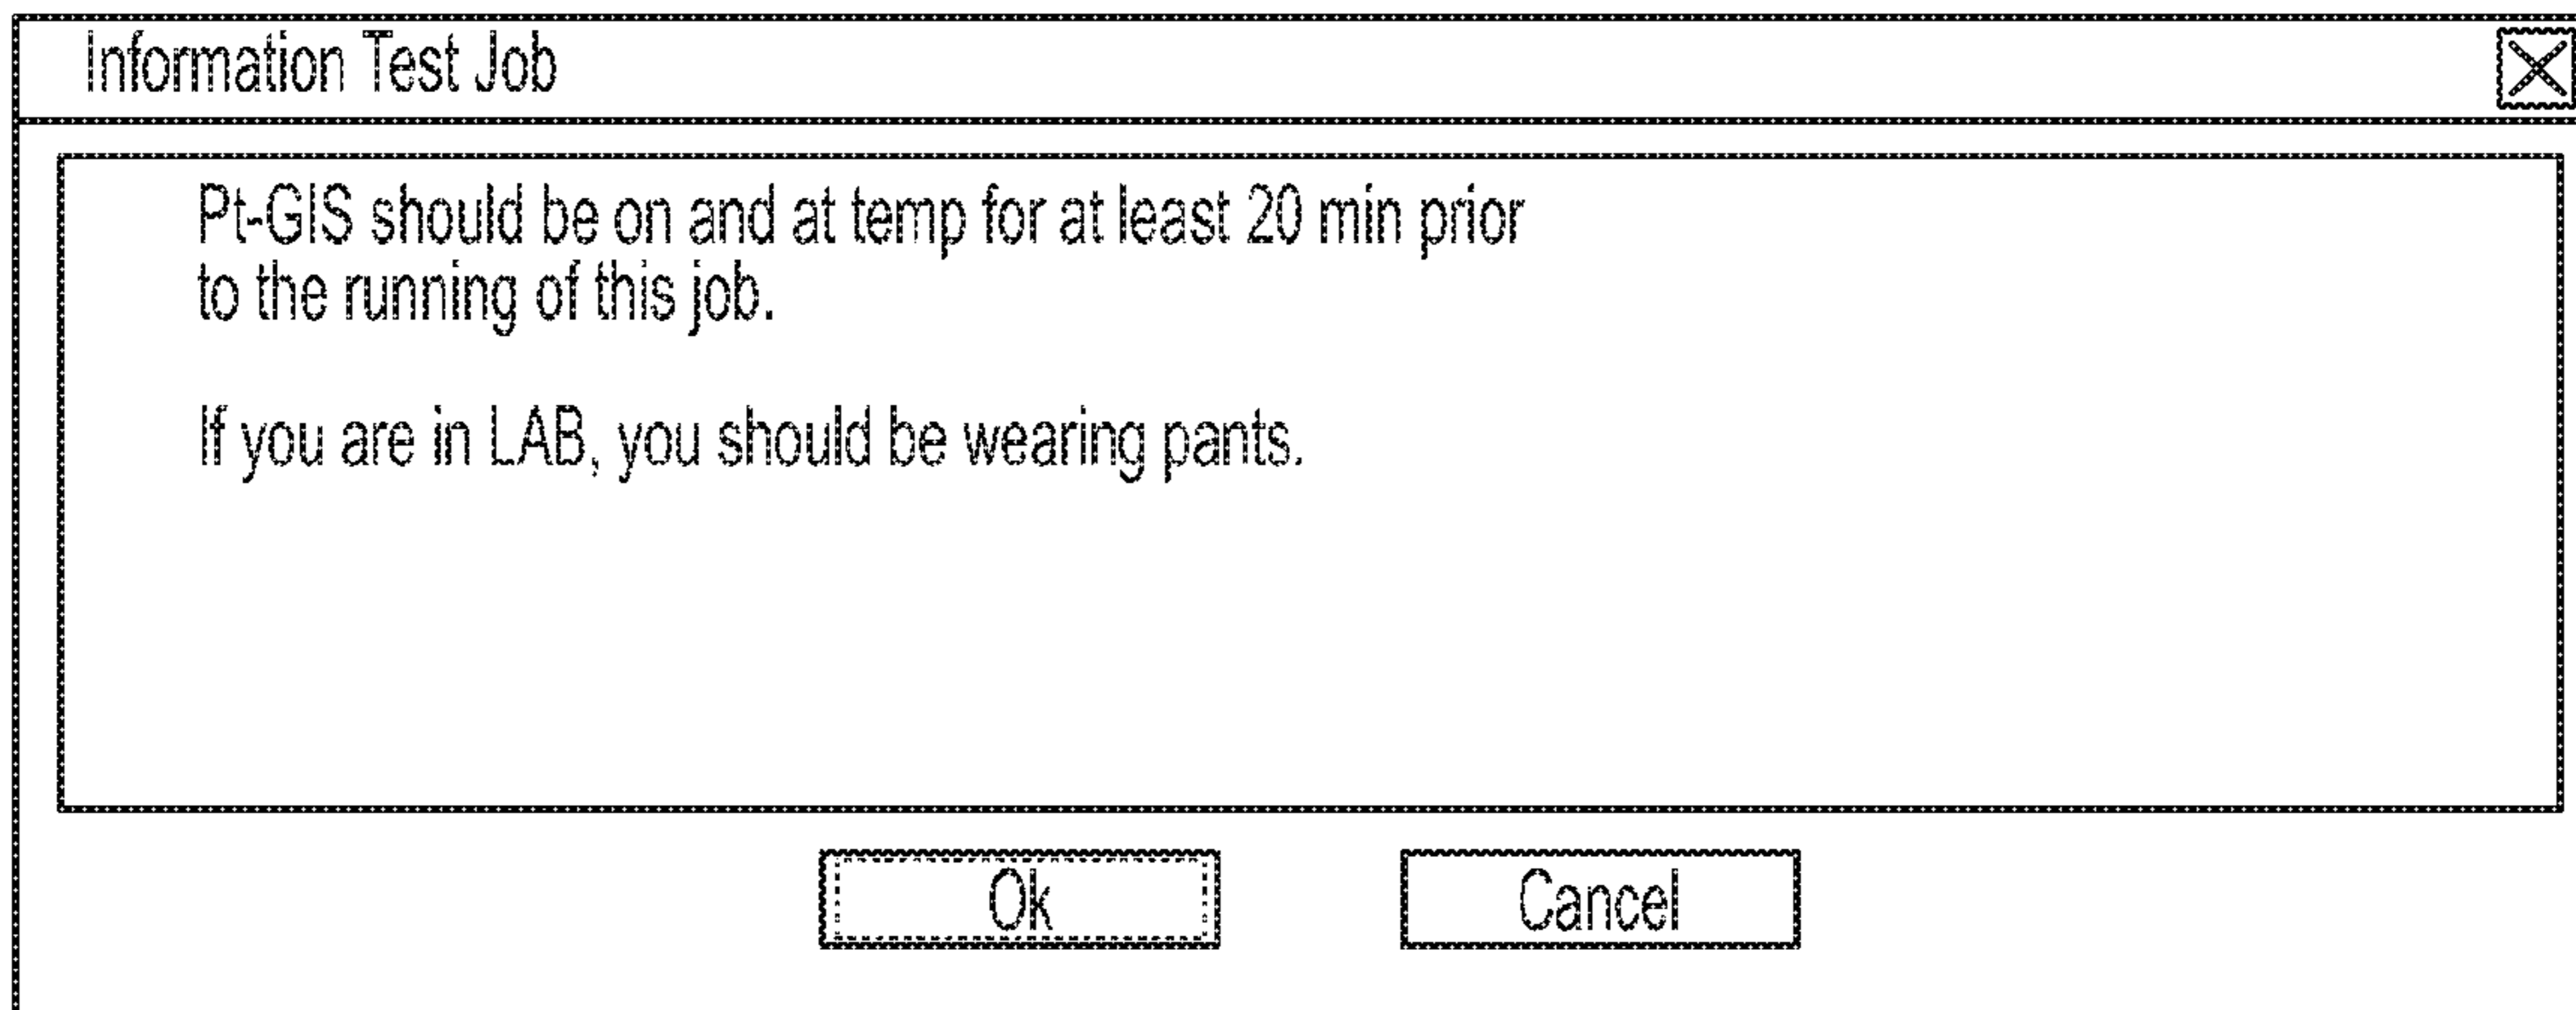 Information Test Job
Pt-GIS should be on and at temp for at least 20 min prior
to the running of this job.
If you are in LAB, you should be wearing pants.
Ok
Cancel